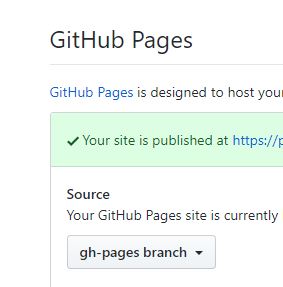 GitHub Pages
GitHub Pages is designed to host your
Your site is published at https://p
Source
Your GitHub Pages site is currently
gh-pages branch